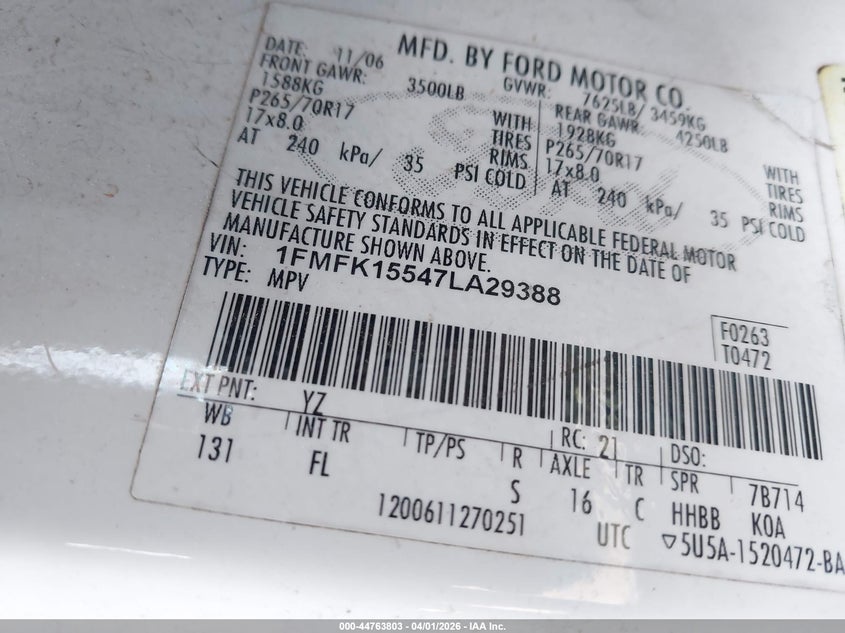 MFD. BY FORD MOTOR CO.
DATE: 11/06 GVWR: 7625LB/ 3459KG
FRONT GAWR: 3500LB REAR GAWR: 4250LB
1588KG WITH 1928KG WITH
P265/70R17 TIRES P265/70R17 TIRES
17x8.0 RIMS 17x8.0 RIMS
AT 240 kPa/ 35 PSI COLD AT 240 kPa/ 35 PSI COLD
THIS VEHICLE CONFORMS TO ALL APPLICABLE FEDERAL MOTOR
VEHICLE SAFETY STANDARDS IN EFFECT ON THE DATE OF
MANUFACTURE SHOWN ABOVE.
VIN: 1FMFK15547LA29388
TYPE: MPV
F0263
T0472
EXT PNT: YZ RC: 21 DSO:
WB INT TR TP/PS R AXLE TR SPR 7B714
131 FL S 16 C HHBB K0A
1200611270251 UTC ▽5U5A-1520472-BA
000-44763803 - 04/01/2026 - IAA Inc.